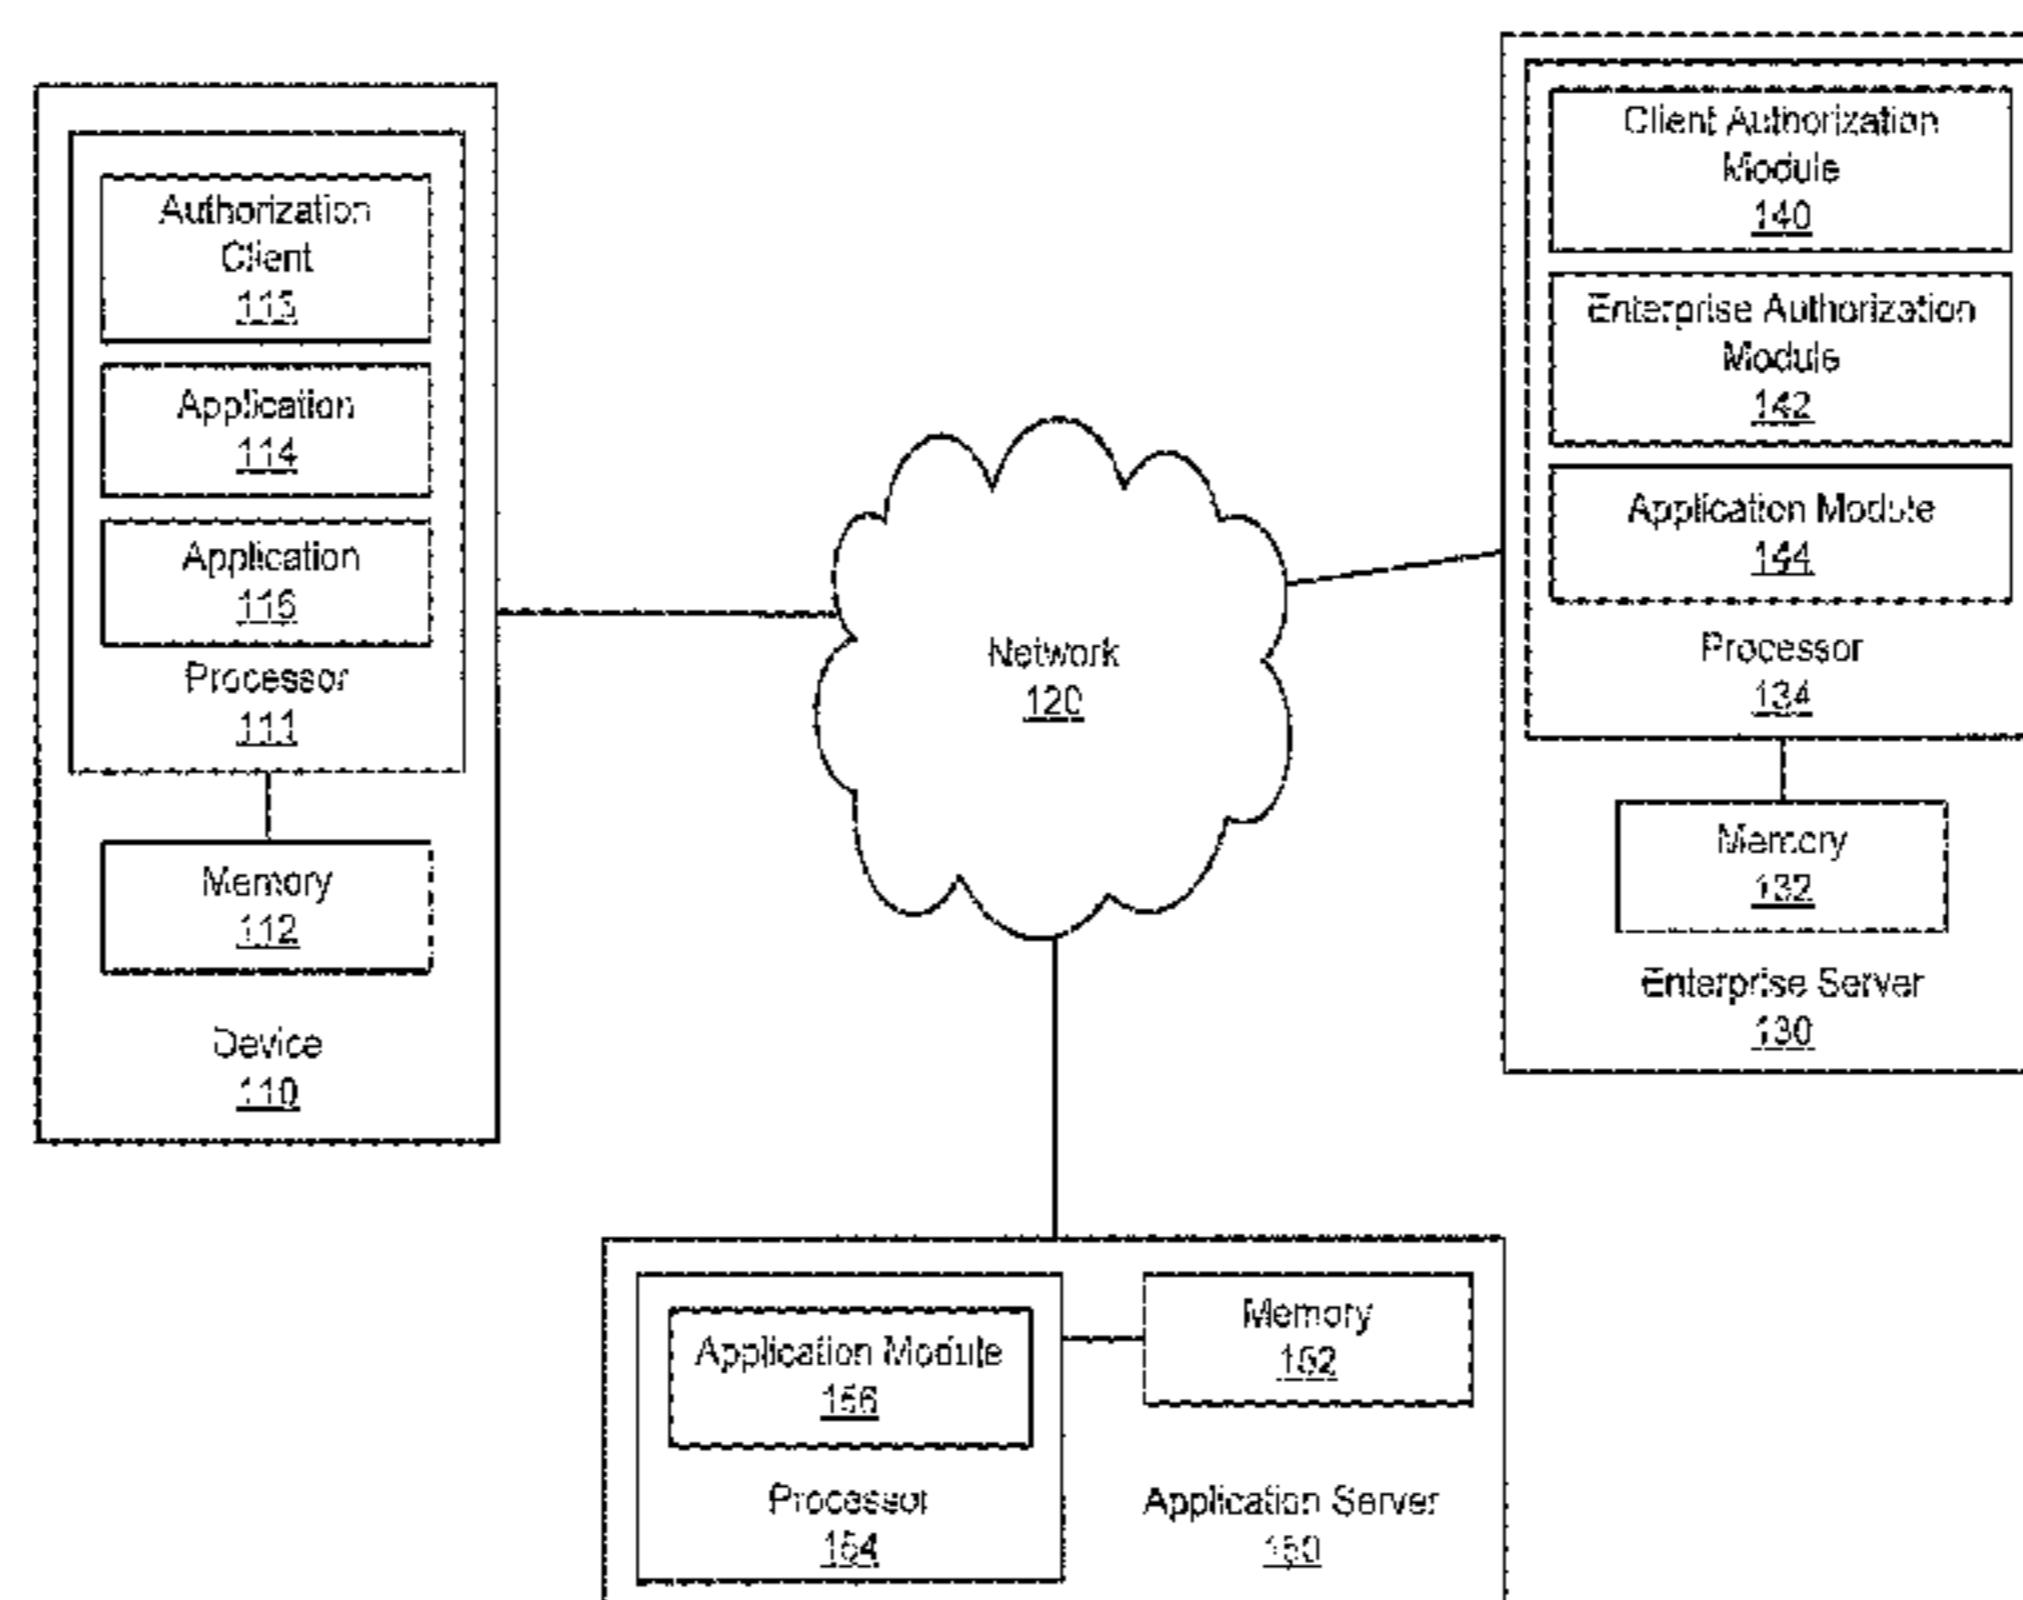 Authorization
Client
113
Application
114
Application
116
Processor
111
Memory
112
Device
110
Network
120
Client Authorization
Module
140
Enterprise Authorization
Module
142
Application Module
144
Processor
134
Memory
132
Enterprise Server
130
Application Module
156
Processor
154
Memory
152
Application Server
150